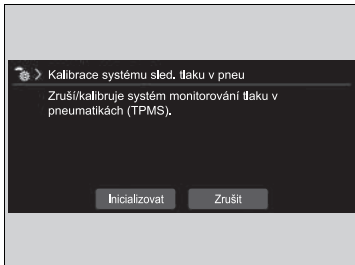 Kalibrace systému sled. tlaku v pneu
Zruší/kalibruje systém monitorování tlaku v
pneumatikách (TPMS).
Inicializovat Zrušit